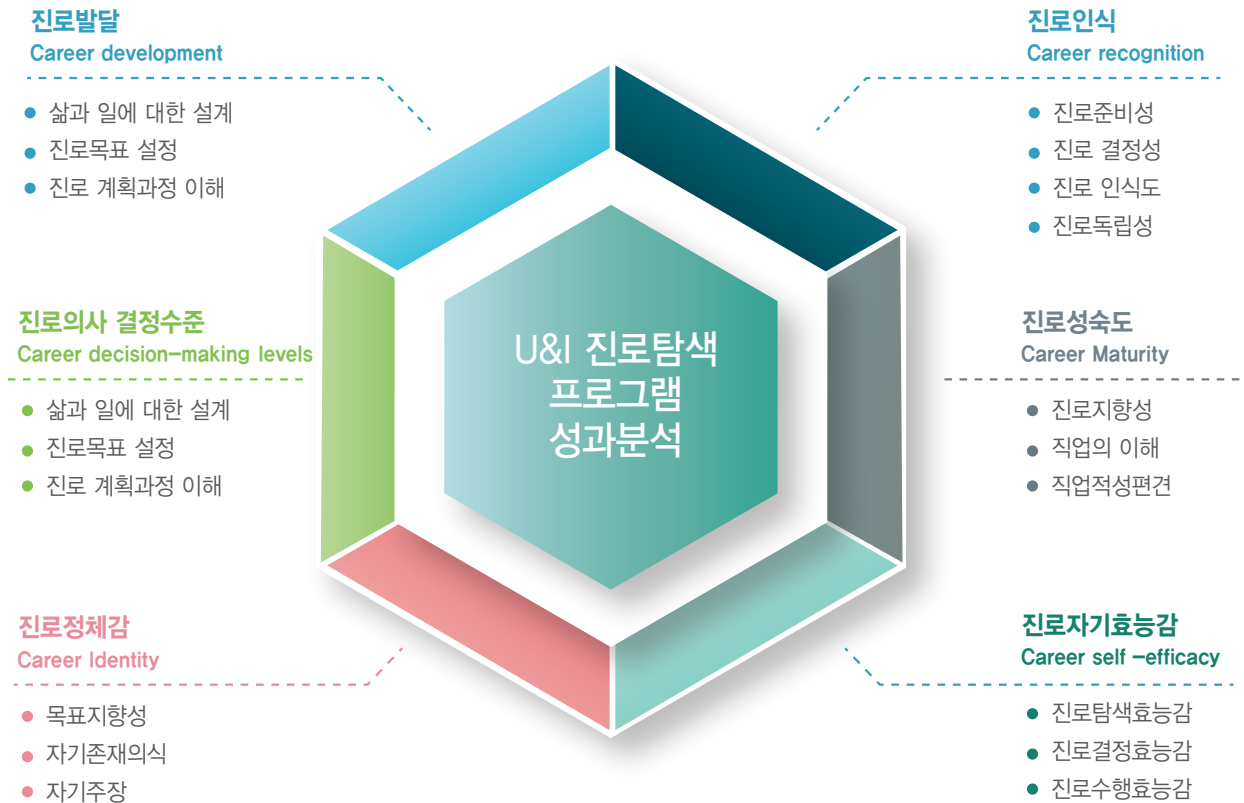 진로발달
Career development
삶과 일에 대한 설계
진로목표 설정
진로 계획과정 이해
진로인식
Career recognition
진로준비성
진로 결정성
진로 인식도
진로독립성
U&I 진로탐색
프로그램
성과분석
진로의사 결정수준
Career decision-making levels
삶과 일에 대한 설계
진로목표 설정
진로 계획과정 이해
진로성숙도
Career Maturity
진로지향성
직업의 이해
직업적성편견
진로정체감
Career Identity
목표지향성
자기존재의식
자기주장
진로자기효능감
Career self -efficacy
진로탐색효능감
진로결정효능감
진로수행효능감